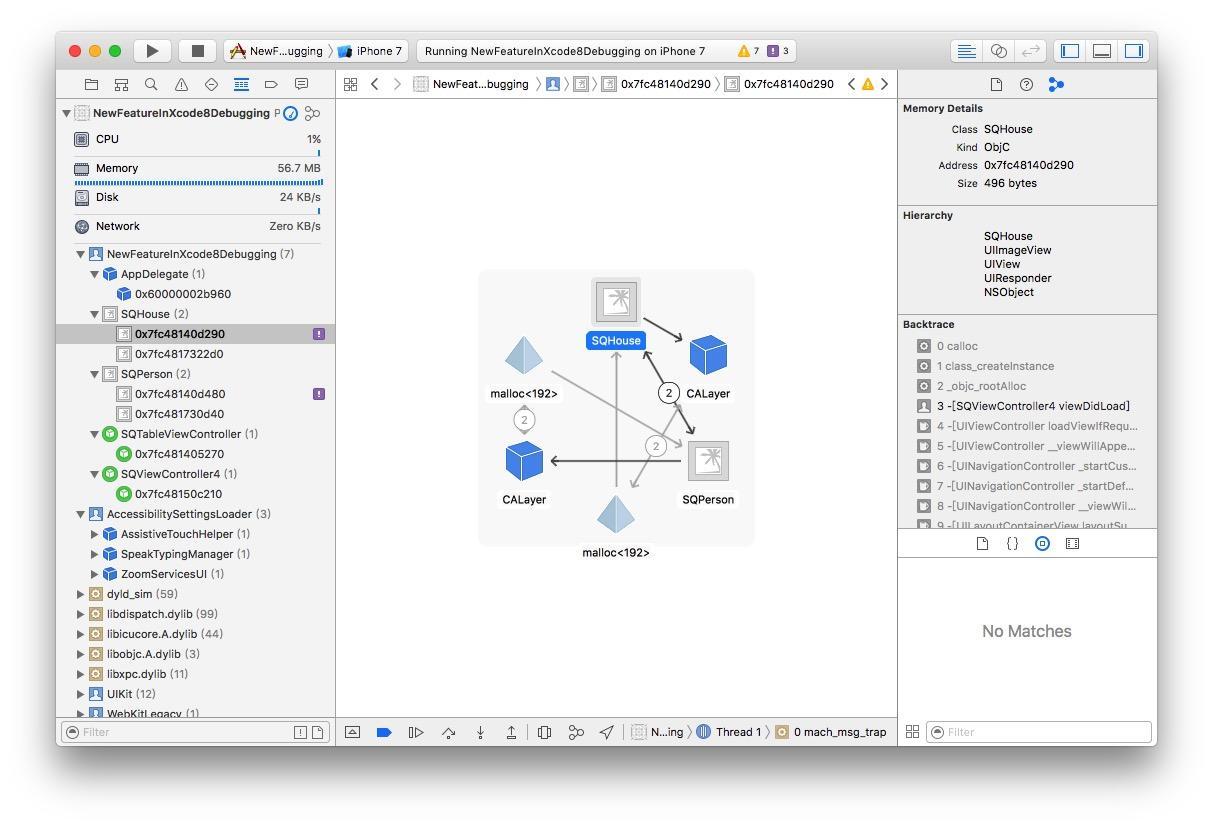 NewF...ugging iPhone 7 Running NewFeatureInXcode8Debugging on iPhone 7 7 3
NewFeat...bugging 0x7fc48140d290 0x7fc48140d290
NewFeatureInXcode8Debugging P
CPU 1%
Memory 56.7 MB
Disk 24 KB/s
Network Zero KB/s
NewFeatureInXcode8Debugging (7)
AppDelegate (1)
0x60000002b960
SQHouse (2)
0x7fc48140d290
0x7fc4817322d0
SQPerson (2)
0x7fc48140d480
0x7fc481730d40
SQTableViewController (1)
0x7fc481405270
SQViewController4 (1)
0x7fc48150c210
AccessibilitySettingsLoader (3)
AssistiveTouchHelper (1)
SpeakTypingManager (1)
ZoomServicesUI (1)
dyld_sim (59)
libdispatch.dylib (99)
libicucore.A.dylib (44)
libobjc.A.dylib (3)
libxpc.dylib (11)
UIKit (12)
WebKitLegacy (1)
Filter
SQHouse
malloc<192>
2
CALayer
2
2
CALayer
SQPerson
malloc<192>
N...ing Thread 1 0 mach_msg_trap
Memory Details
Class SQHouse
Kind ObjC
Address 0x7fc48140d290
Size 496 bytes
Hierarchy
SQHouse
UIImageView
UIView
UIResponder
NSObject
Backtrace
0 calloc
1 class_createInstance
2 _objc_rootAlloc
3 -[SQViewController4 viewDidLoad]
4 -[UIViewController loadViewIfRequ...
5 -[UIViewController __viewWillAppe...
6 -[UINavigationController _startCus...
7 -[UINavigationController _startDef...
8 -[UINavigationController __viewWil...
9 -[UILayoutContainerView layoutSu...
{}
No Matches
Filter